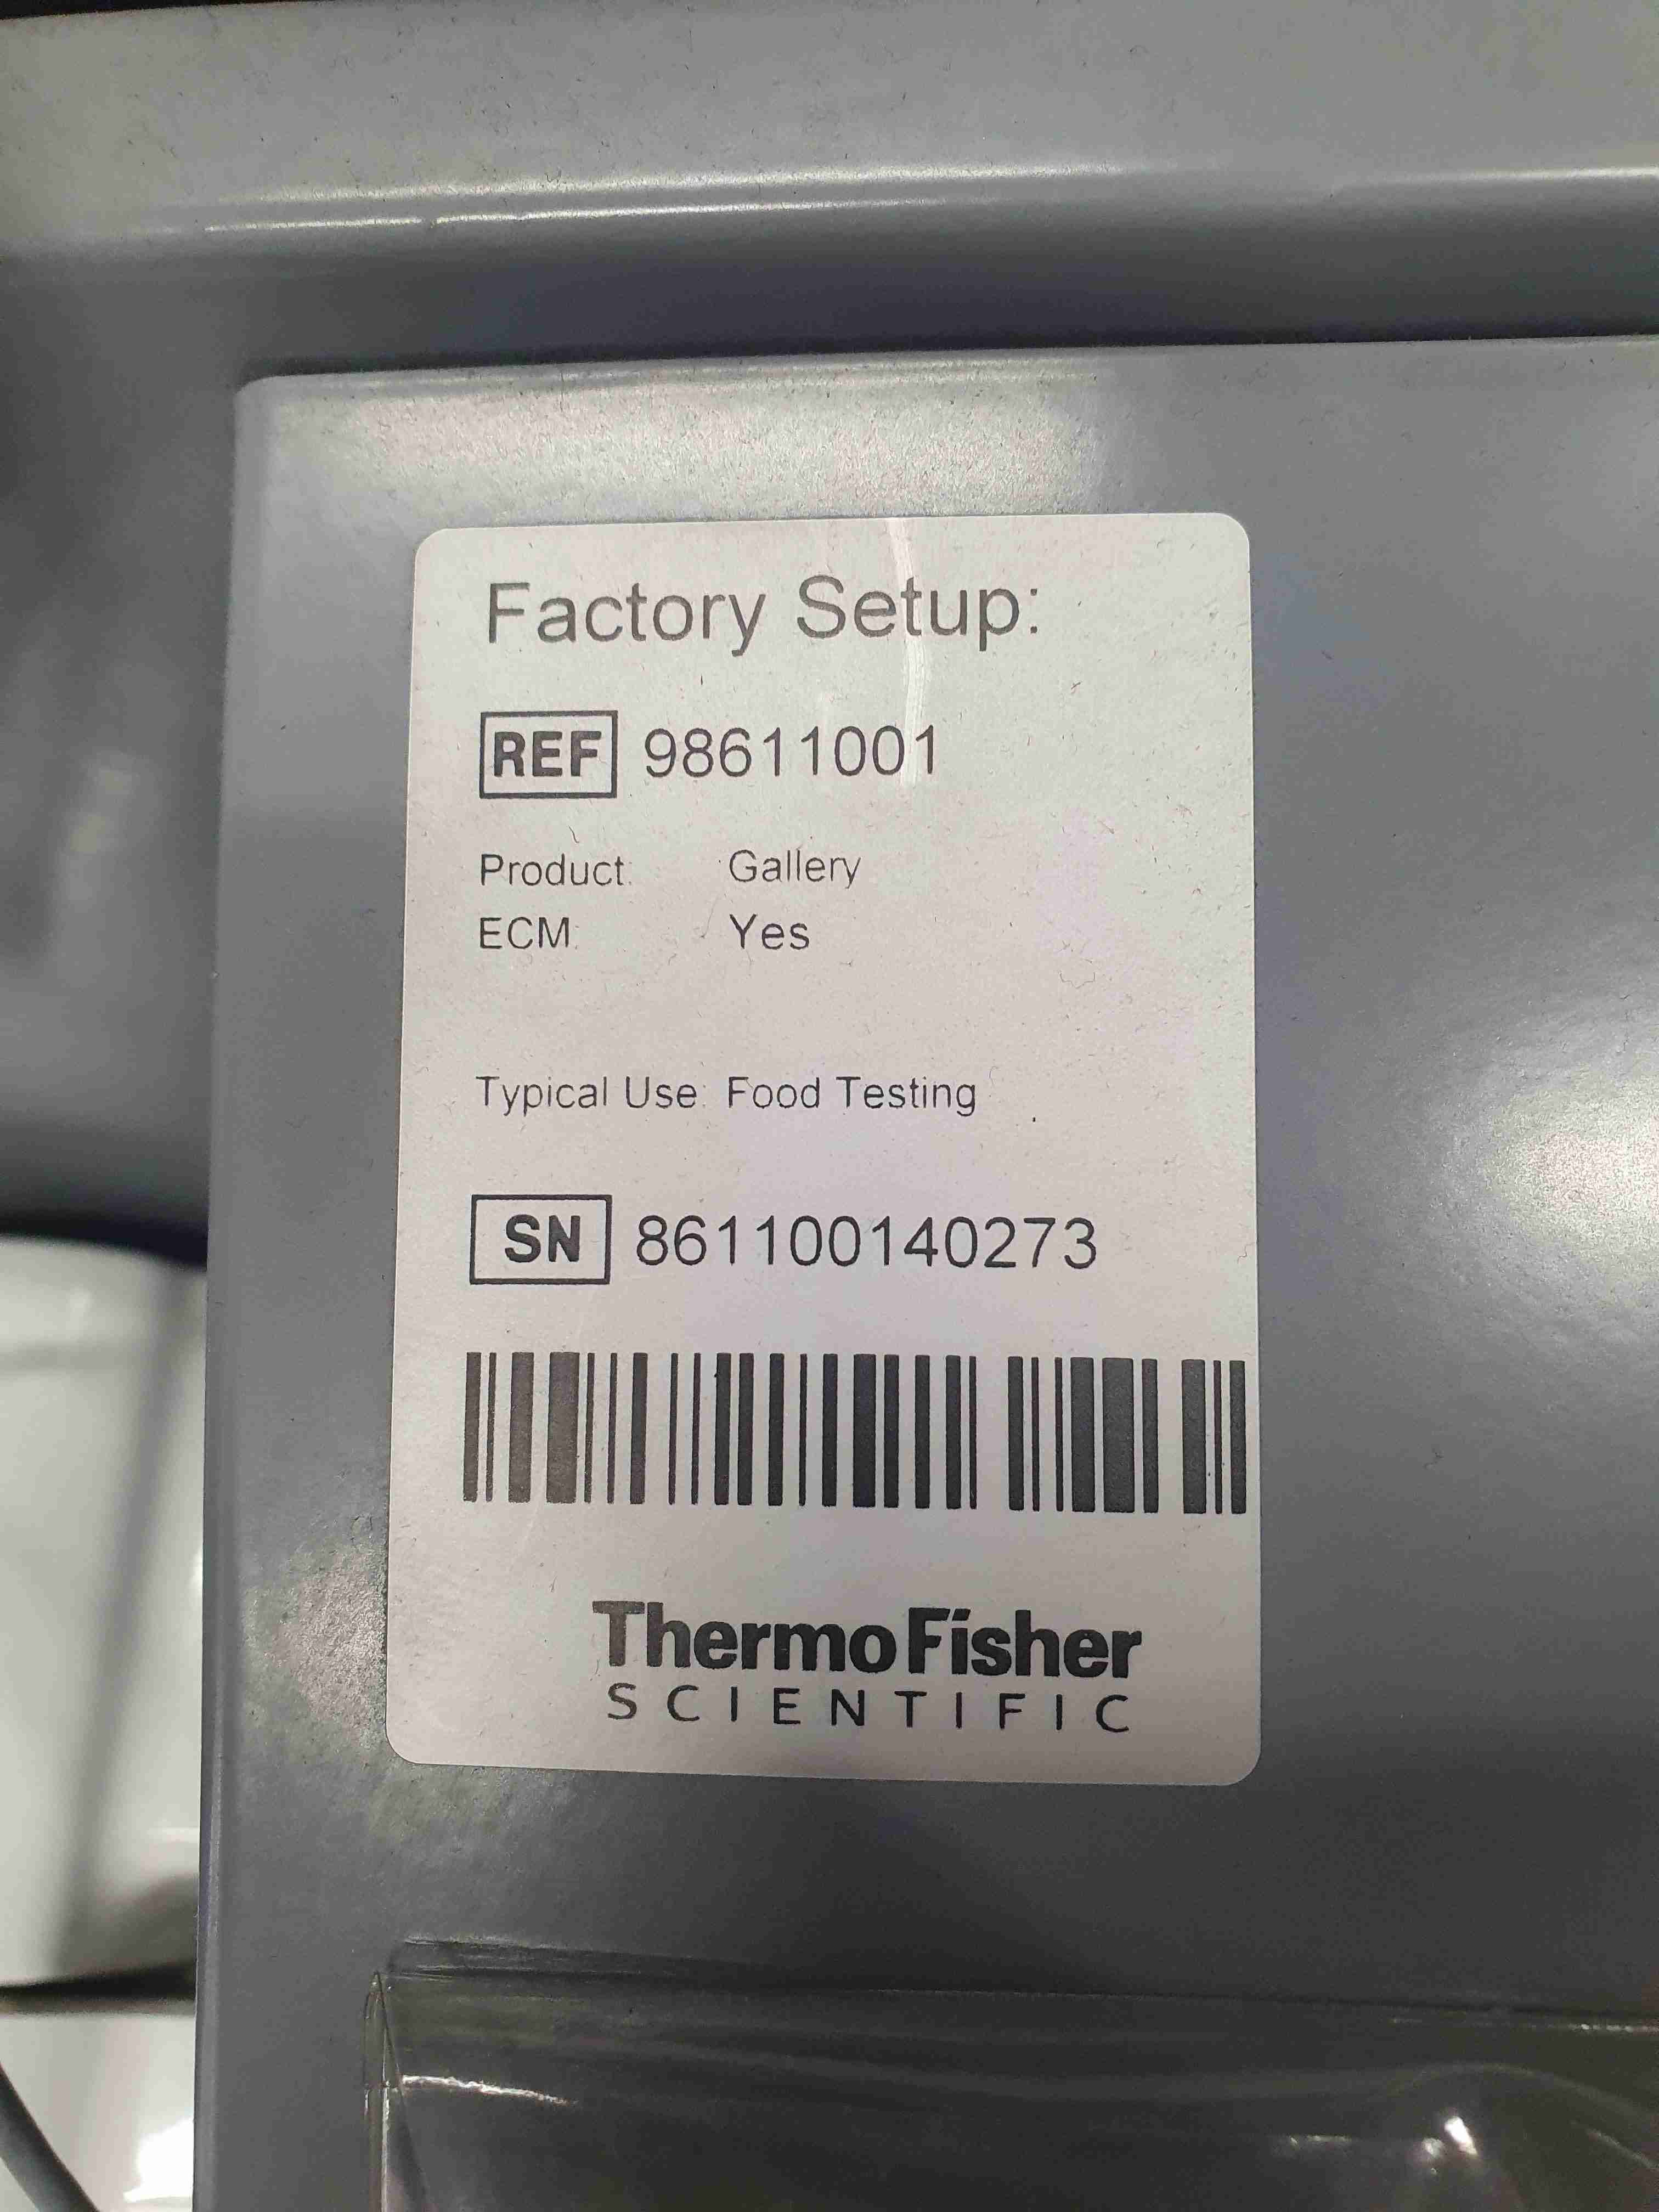 Factory Setup:
REF 98611001
Product: Gallery
ECM: Yes
Typical Use: Food Testing
SN 861100140273
ThermoFisher
SCIENTIFIC